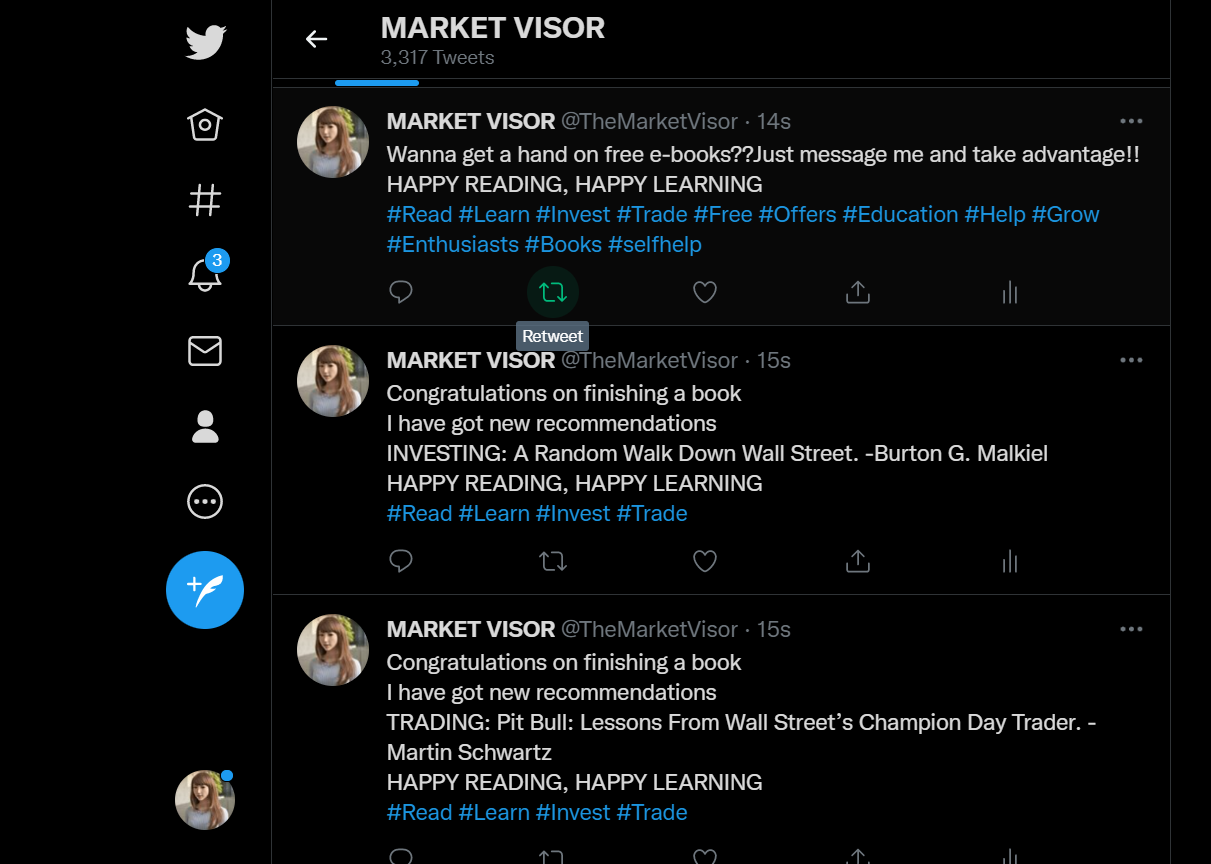 MARKET VISOR
3,317 Tweets
3
MARKET VISOR @TheMarketVisor · 14s
Wanna get a hand on free e-books??Just message me and take advantage!!
HAPPY READING, HAPPY LEARNING
#Read #Learn #Invest #Trade #Free #Offers #Education #Help #Grow
#Enthusiasts #Books #selfhelp
Retweet
MARKET VISOR @TheMarketVisor · 15s
Congratulations on finishing a book
I have got new recommendations
INVESTING: A Random Walk Down Wall Street. -Burton G. Malkiel
HAPPY READING, HAPPY LEARNING
#Read #Learn #Invest #Trade
MARKET VISOR @TheMarketVisor · 15s
Congratulations on finishing a book
I have got new recommendations
TRADING: Pit Bull: Lessons From Wall Street’s Champion Day Trader. -
Martin Schwartz
HAPPY READING, HAPPY LEARNING
#Read #Learn #Invest #Trade